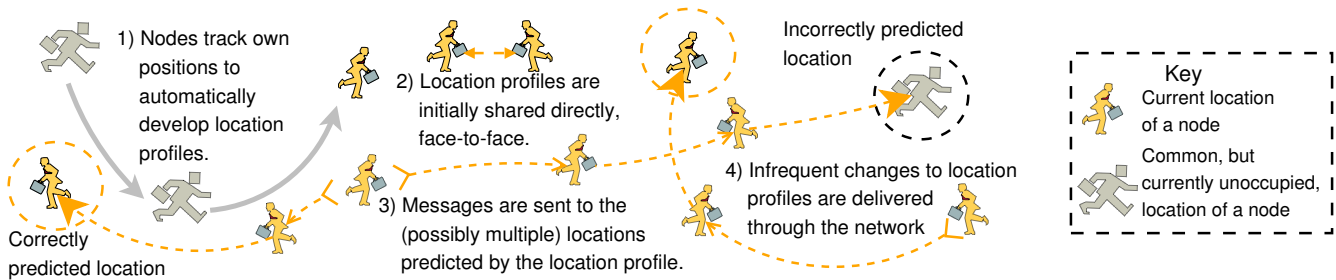 1) Nodes track own
positions to
automatically
develop location
profiles.
2) Location profiles are
initially shared directly,
face-to-face.
3) Messages are sent to the
(possibly multiple) locations
predicted by the location profile.
4) Infrequent changes to location
profiles are delivered
through the network
Correctly
predicted location
Incorrectly predicted
location
Key
Current location
of a node
Common, but
currently unoccupied,
location of a node